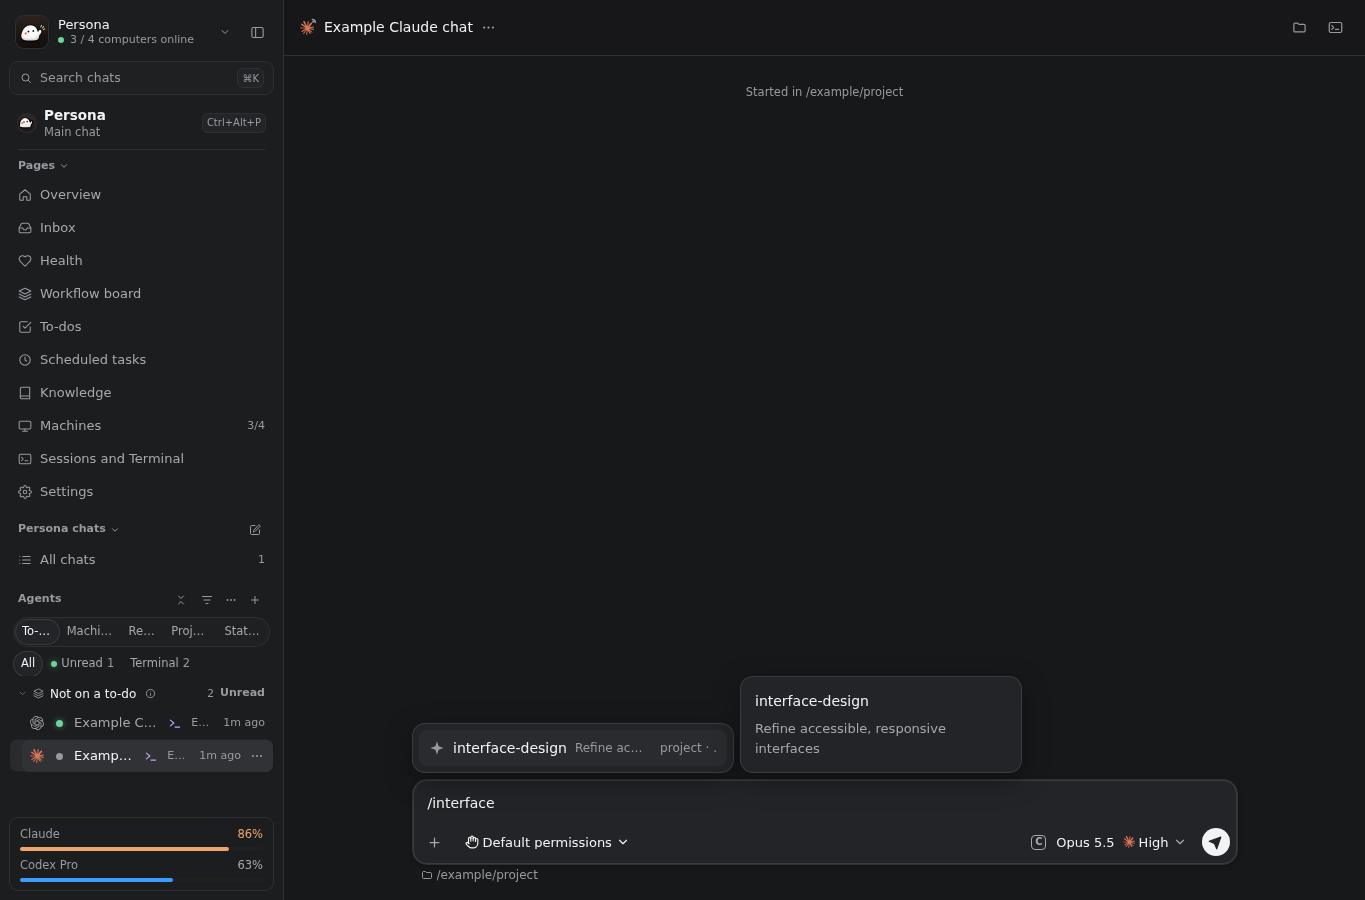 Persona
3 / 4 computers online
Search chats ⌘K
Persona
Main chat
Ctrl+Alt+P
Pages
Overview
Inbox
Health
Workflow board
To-dos
Scheduled tasks
Knowledge
Machines 3/4
Sessions and Terminal
Settings
Persona chats
All chats 1
Agents
To-... Machi... Re... Proj... Stat...
All Unread 1 Terminal 2
Not on a to-do 2 Unread
Example C... E... 1m ago
Examp... E... 1m ago
Claude 86%
Codex Pro 63%
Example Claude chat
Started in /example/project
interface-design
Refine accessible, responsive
interfaces
interface-design Refine ac... project · .
/interface
Default permissions
C Opus 5.5 High
/example/project